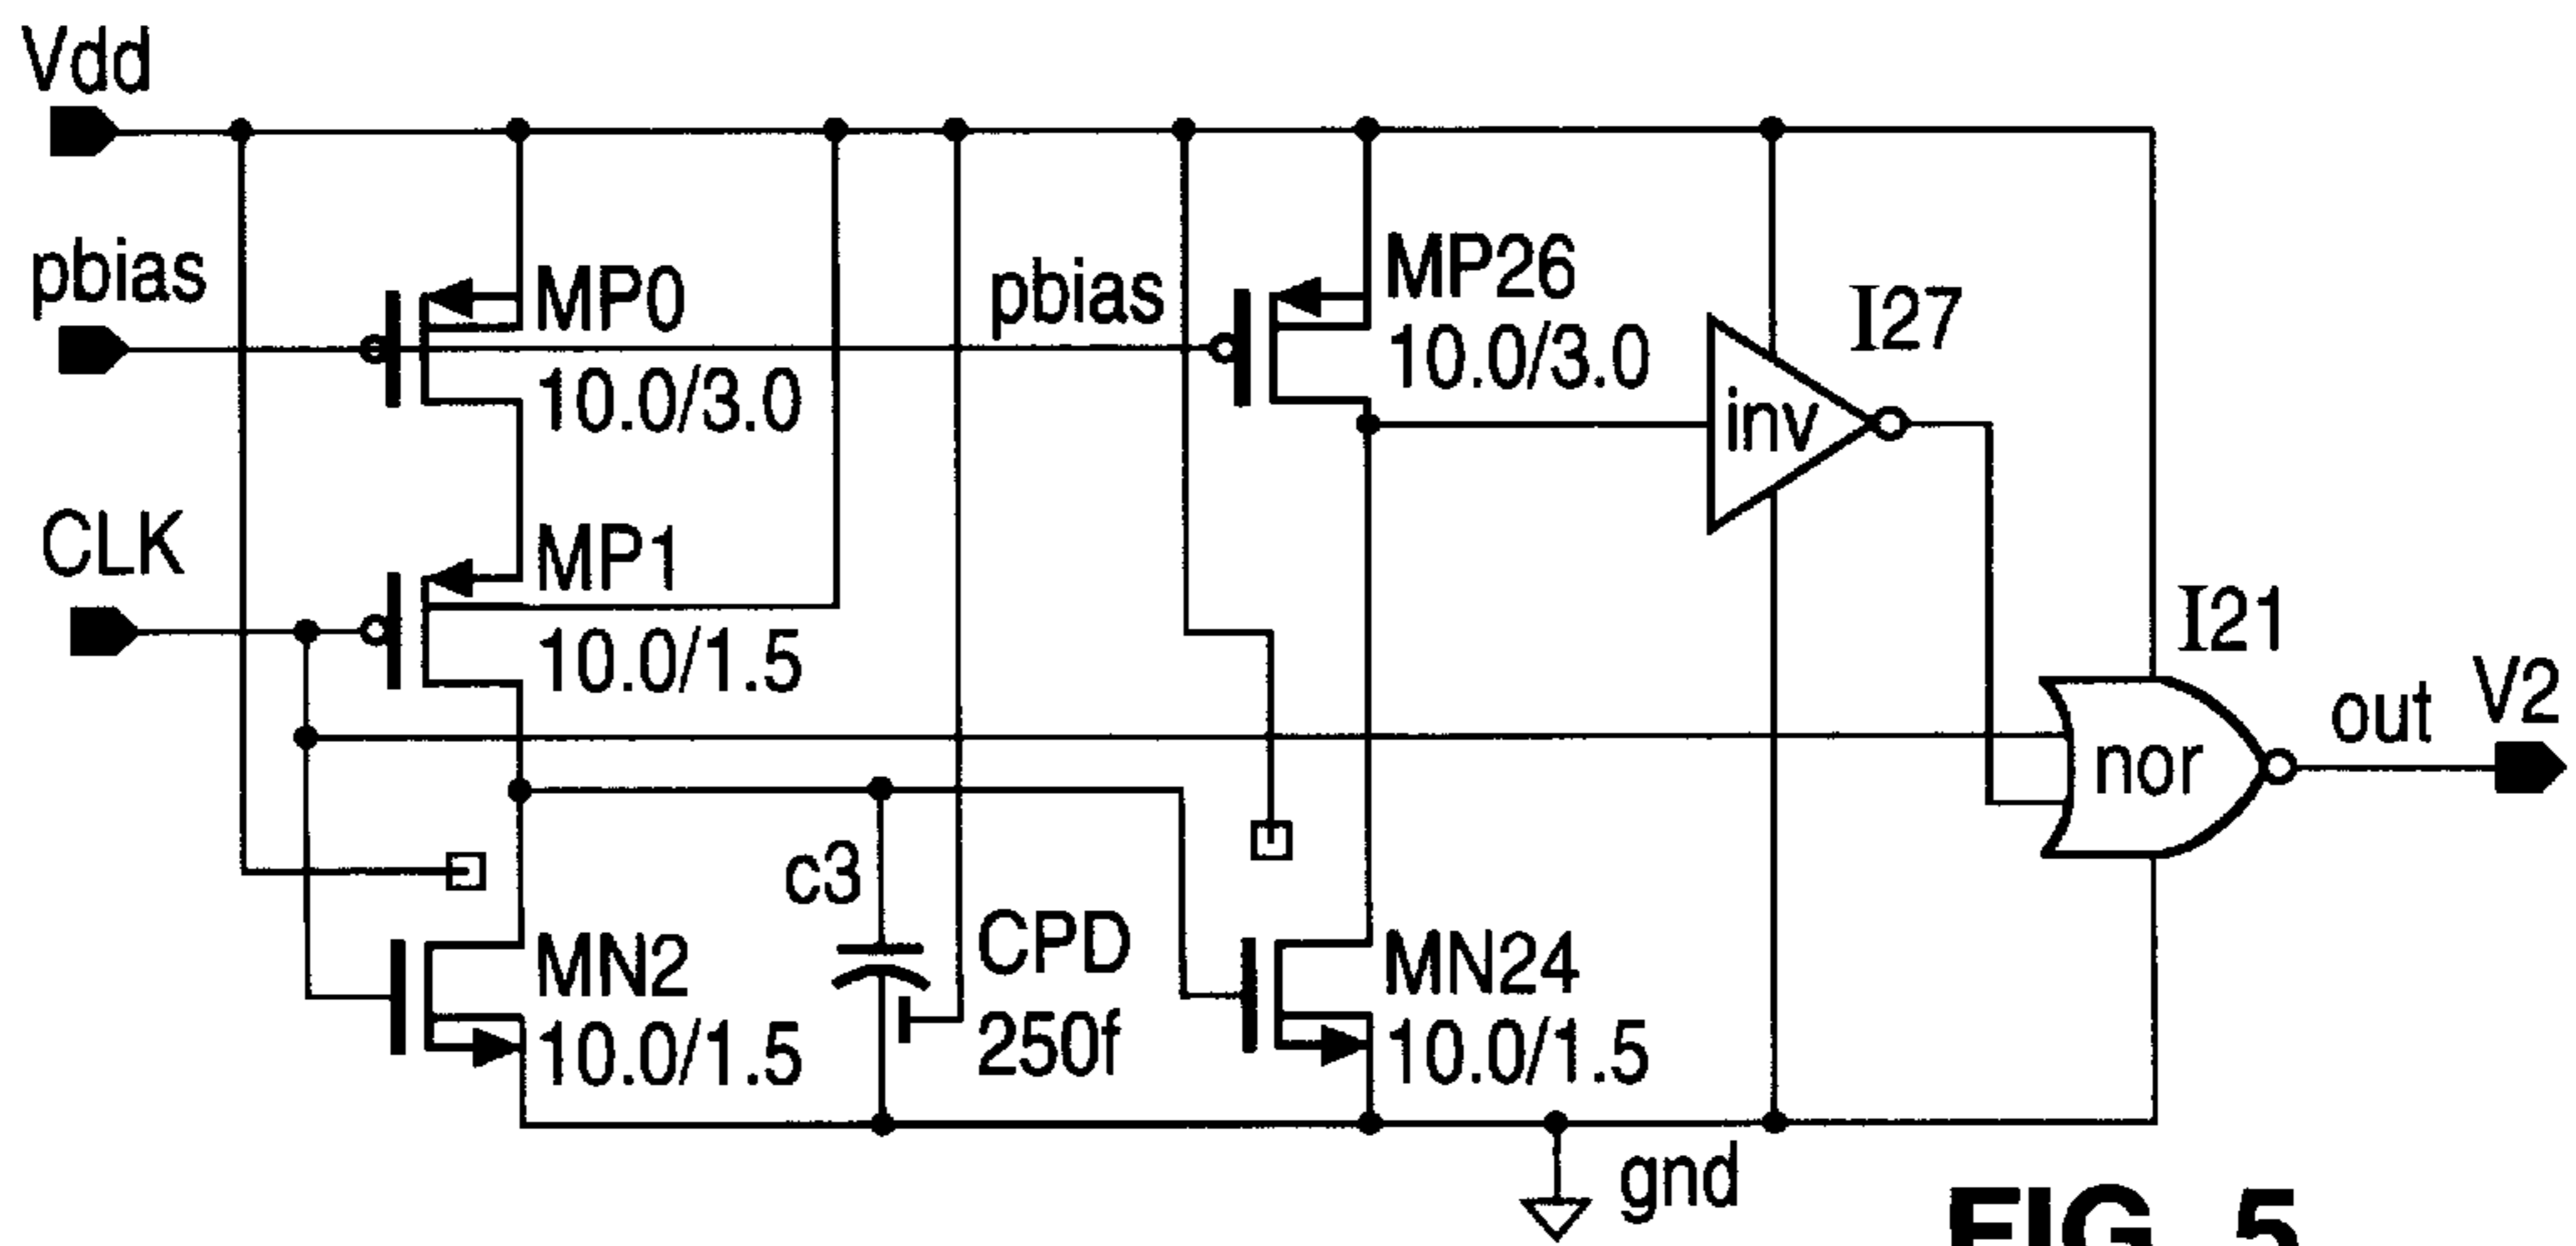 Vdd
pbias
MP0
10.0/3.0
pbias
MP26
10.0/3.0
I27
inv
CLK
MP1
10.0/1.5
I21
nor
out
V2
c3
CPD
250f
MN2
10.0/1.5
MN24
10.0/1.5
gnd
FIG. 5